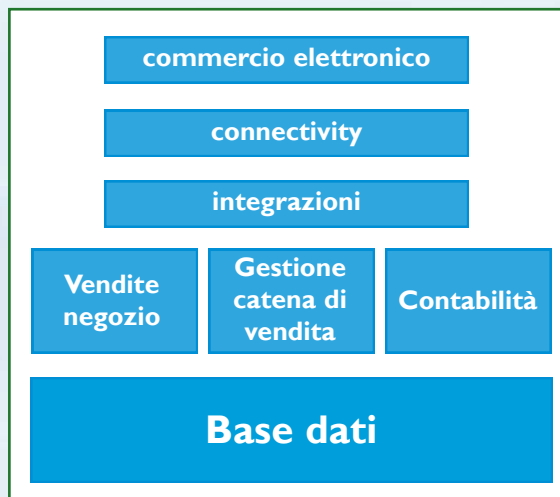 commercio elettronico
connectivity
integrazioni
Vendite
negozio
Gestione
catena di
vendita
Contabilità
Base dati